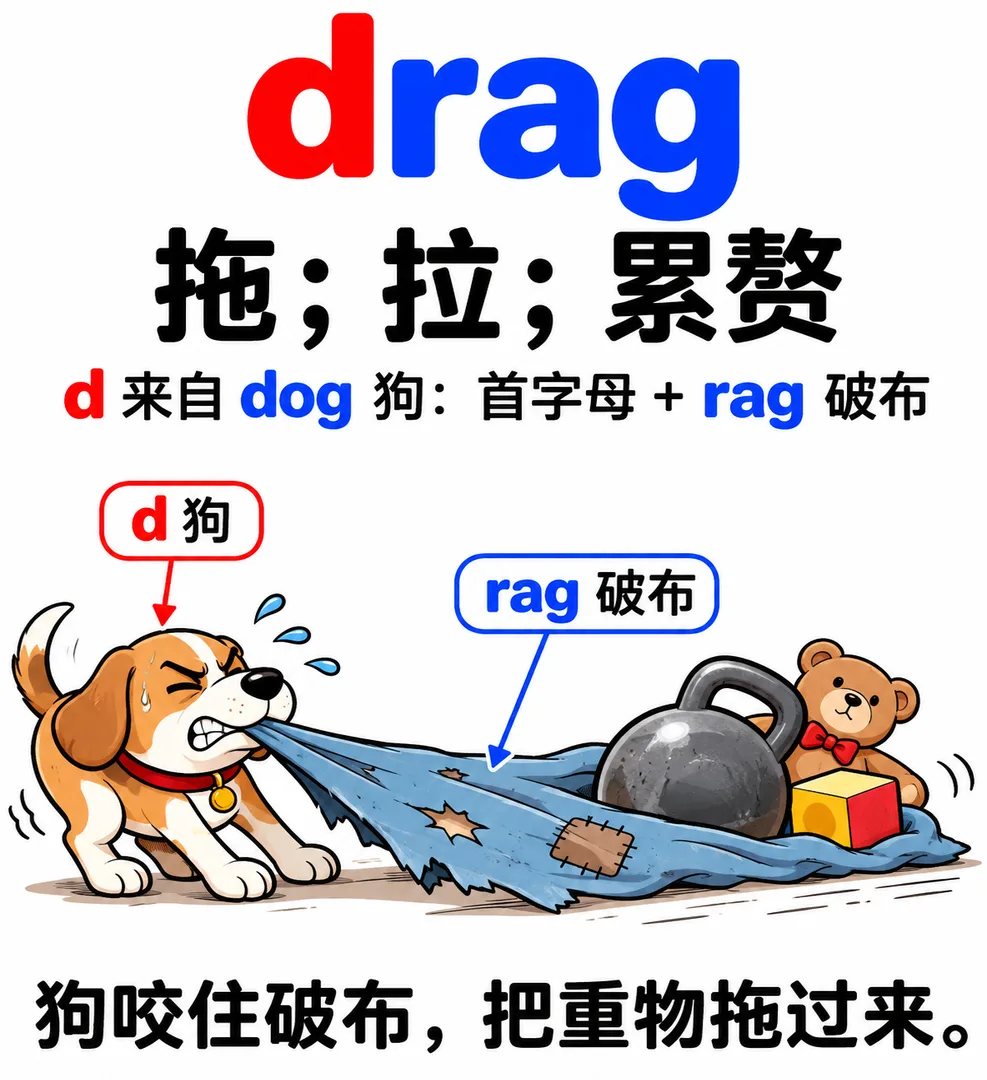 drag
拖；拉；累赘
d 来自 dog 狗：首字母 + rag 破布
d 狗
rag 破布
狗咬住破布，把重物拖过来。